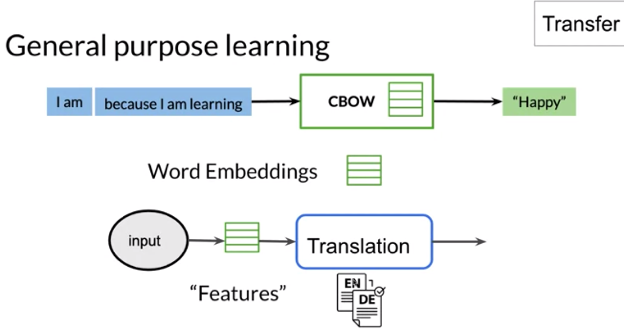 Transfer
General purpose learning
I am because I am learning CBOW “Happy”
Word Embeddings
input Translation
“Features” EN
DE